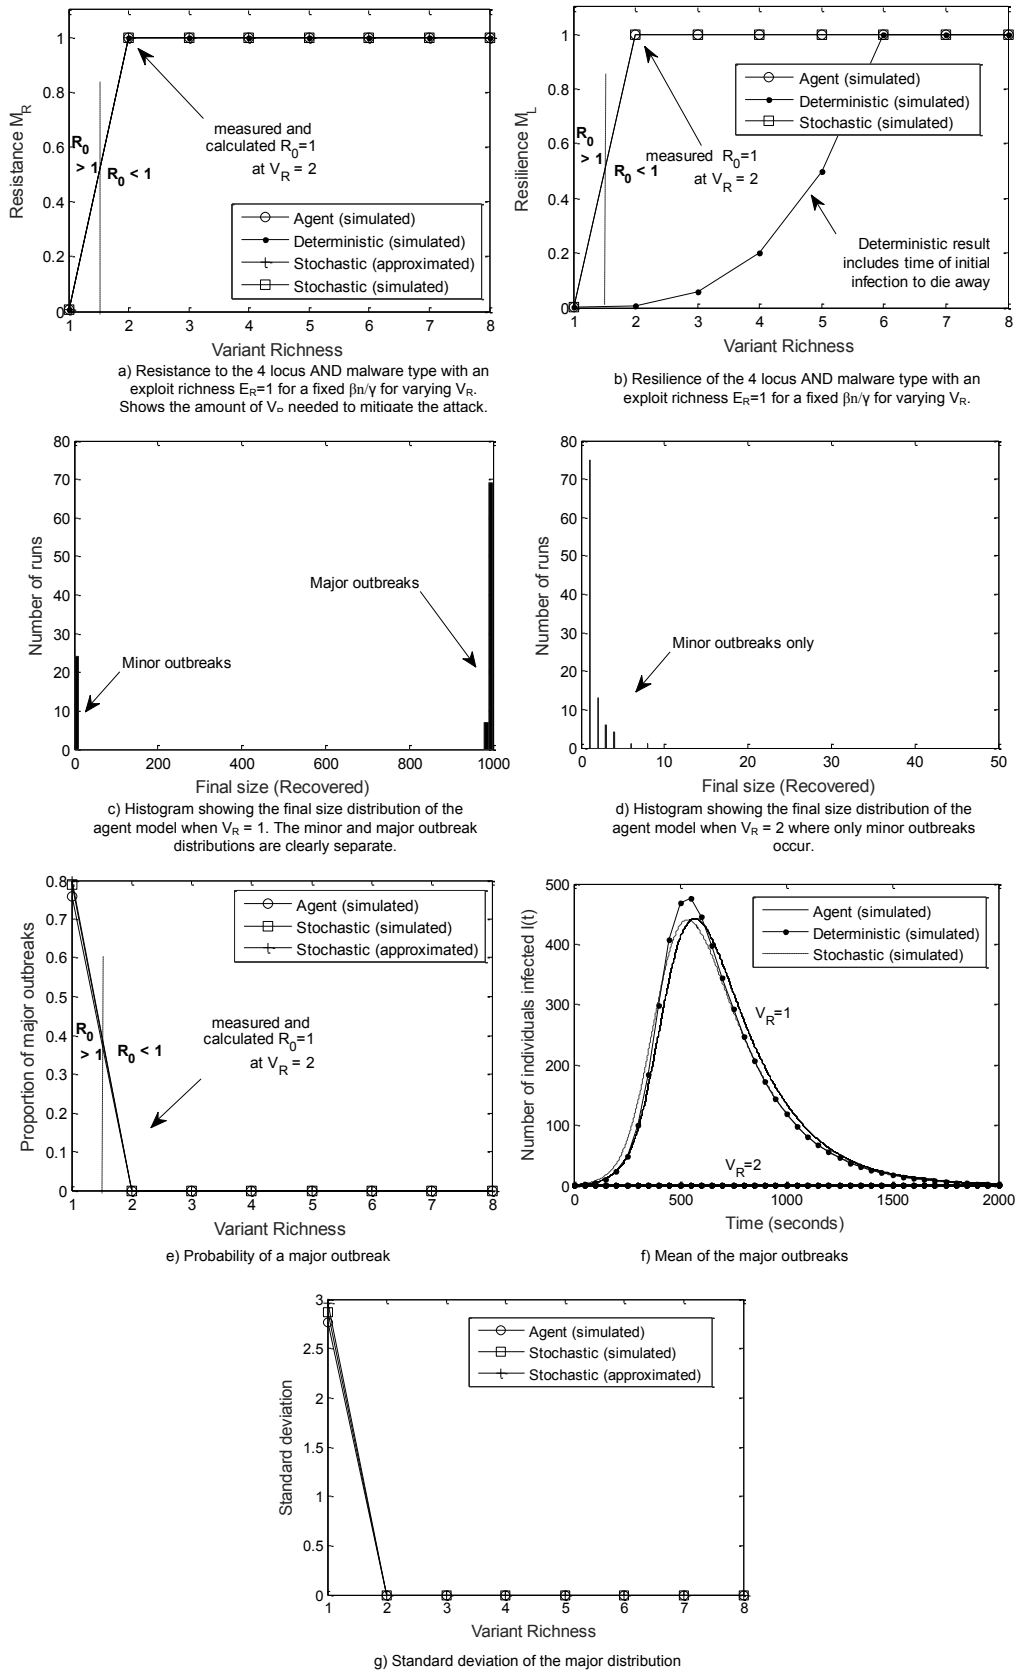 Resistance M_R
1
0.8
0.6
0.4
0.2
0
1 2 3 4 5 6 7 8
Variant Richness
R_0 > 1
R_0 < 1
measured and
calculated R_0=1
at V_R = 2
Agent (simulated)
Deterministic (simulated)
Stochastic (approximated)
Stochastic (simulated)
a) Resistance to the 4 locus AND malware type with an
exploit richness E_R=1 for a fixed βn/γ for varying V_R.
Shows the amount of V_R needed to mitigate the attack.
Resilience M_L
1
0.8
0.6
0.4
0.2
0
1 2 3 4 5 6 7 8
Variant Richness
R_0 > 1
R_0 < 1
Agent (simulated)
Deterministic (simulated)
Stochastic (simulated)
measured R_0=1
at V_R = 2
Deterministic result
includes time of initial
infection to die away
b) Resilience of the 4 locus AND malware type with an
exploit richness E_R=1 for a fixed βn/γ for varying V_R.
Number of runs
80
70
60
50
40
30
20
10
0
0 200 400 600 800 1000
Final size (Recovered)
Major outbreaks
Minor outbreaks
c) Histogram showing the final size distribution of the
agent model when V_R = 1. The minor and major outbreak
distributions are clearly separate.
Number of runs
80
70
60
50
40
30
20
10
0
0 10 20 30 40 50
Final size (Recovered)
Minor outbreaks only
d) Histogram showing the final size distribution of the
agent model when V_R = 2 where only minor outbreaks
occur.
Proportion of major outbreaks
0.8
0.7
0.6
0.5
0.4
0.3
0.2
0.1
0
1 2 3 4 5 6 7 8
Variant Richness
Agent (simulated)
Stochastic (simulated)
Stochastic (approximated)
R_0 > 1
R_0 < 1
measured and
calculated R_0=1
at V_R = 2
e) Probability of a major outbreak
Number of individuals infected I(t)
500
400
300
200
100
0
0 500 1000 1500 2000
Time (seconds)
Agent (simulated)
Deterministic (simulated)
Stochastic (simulated)
V_R=1
V_R=2
f) Mean of the major outbreaks
Standard deviation
3
2.5
2
1.5
1
0.5
0
1 2 3 4 5 6 7 8
Variant Richness
Agent (simulated)
Stochastic (simulated)
Stochastic (approximated)
g) Standard deviation of the major distribution